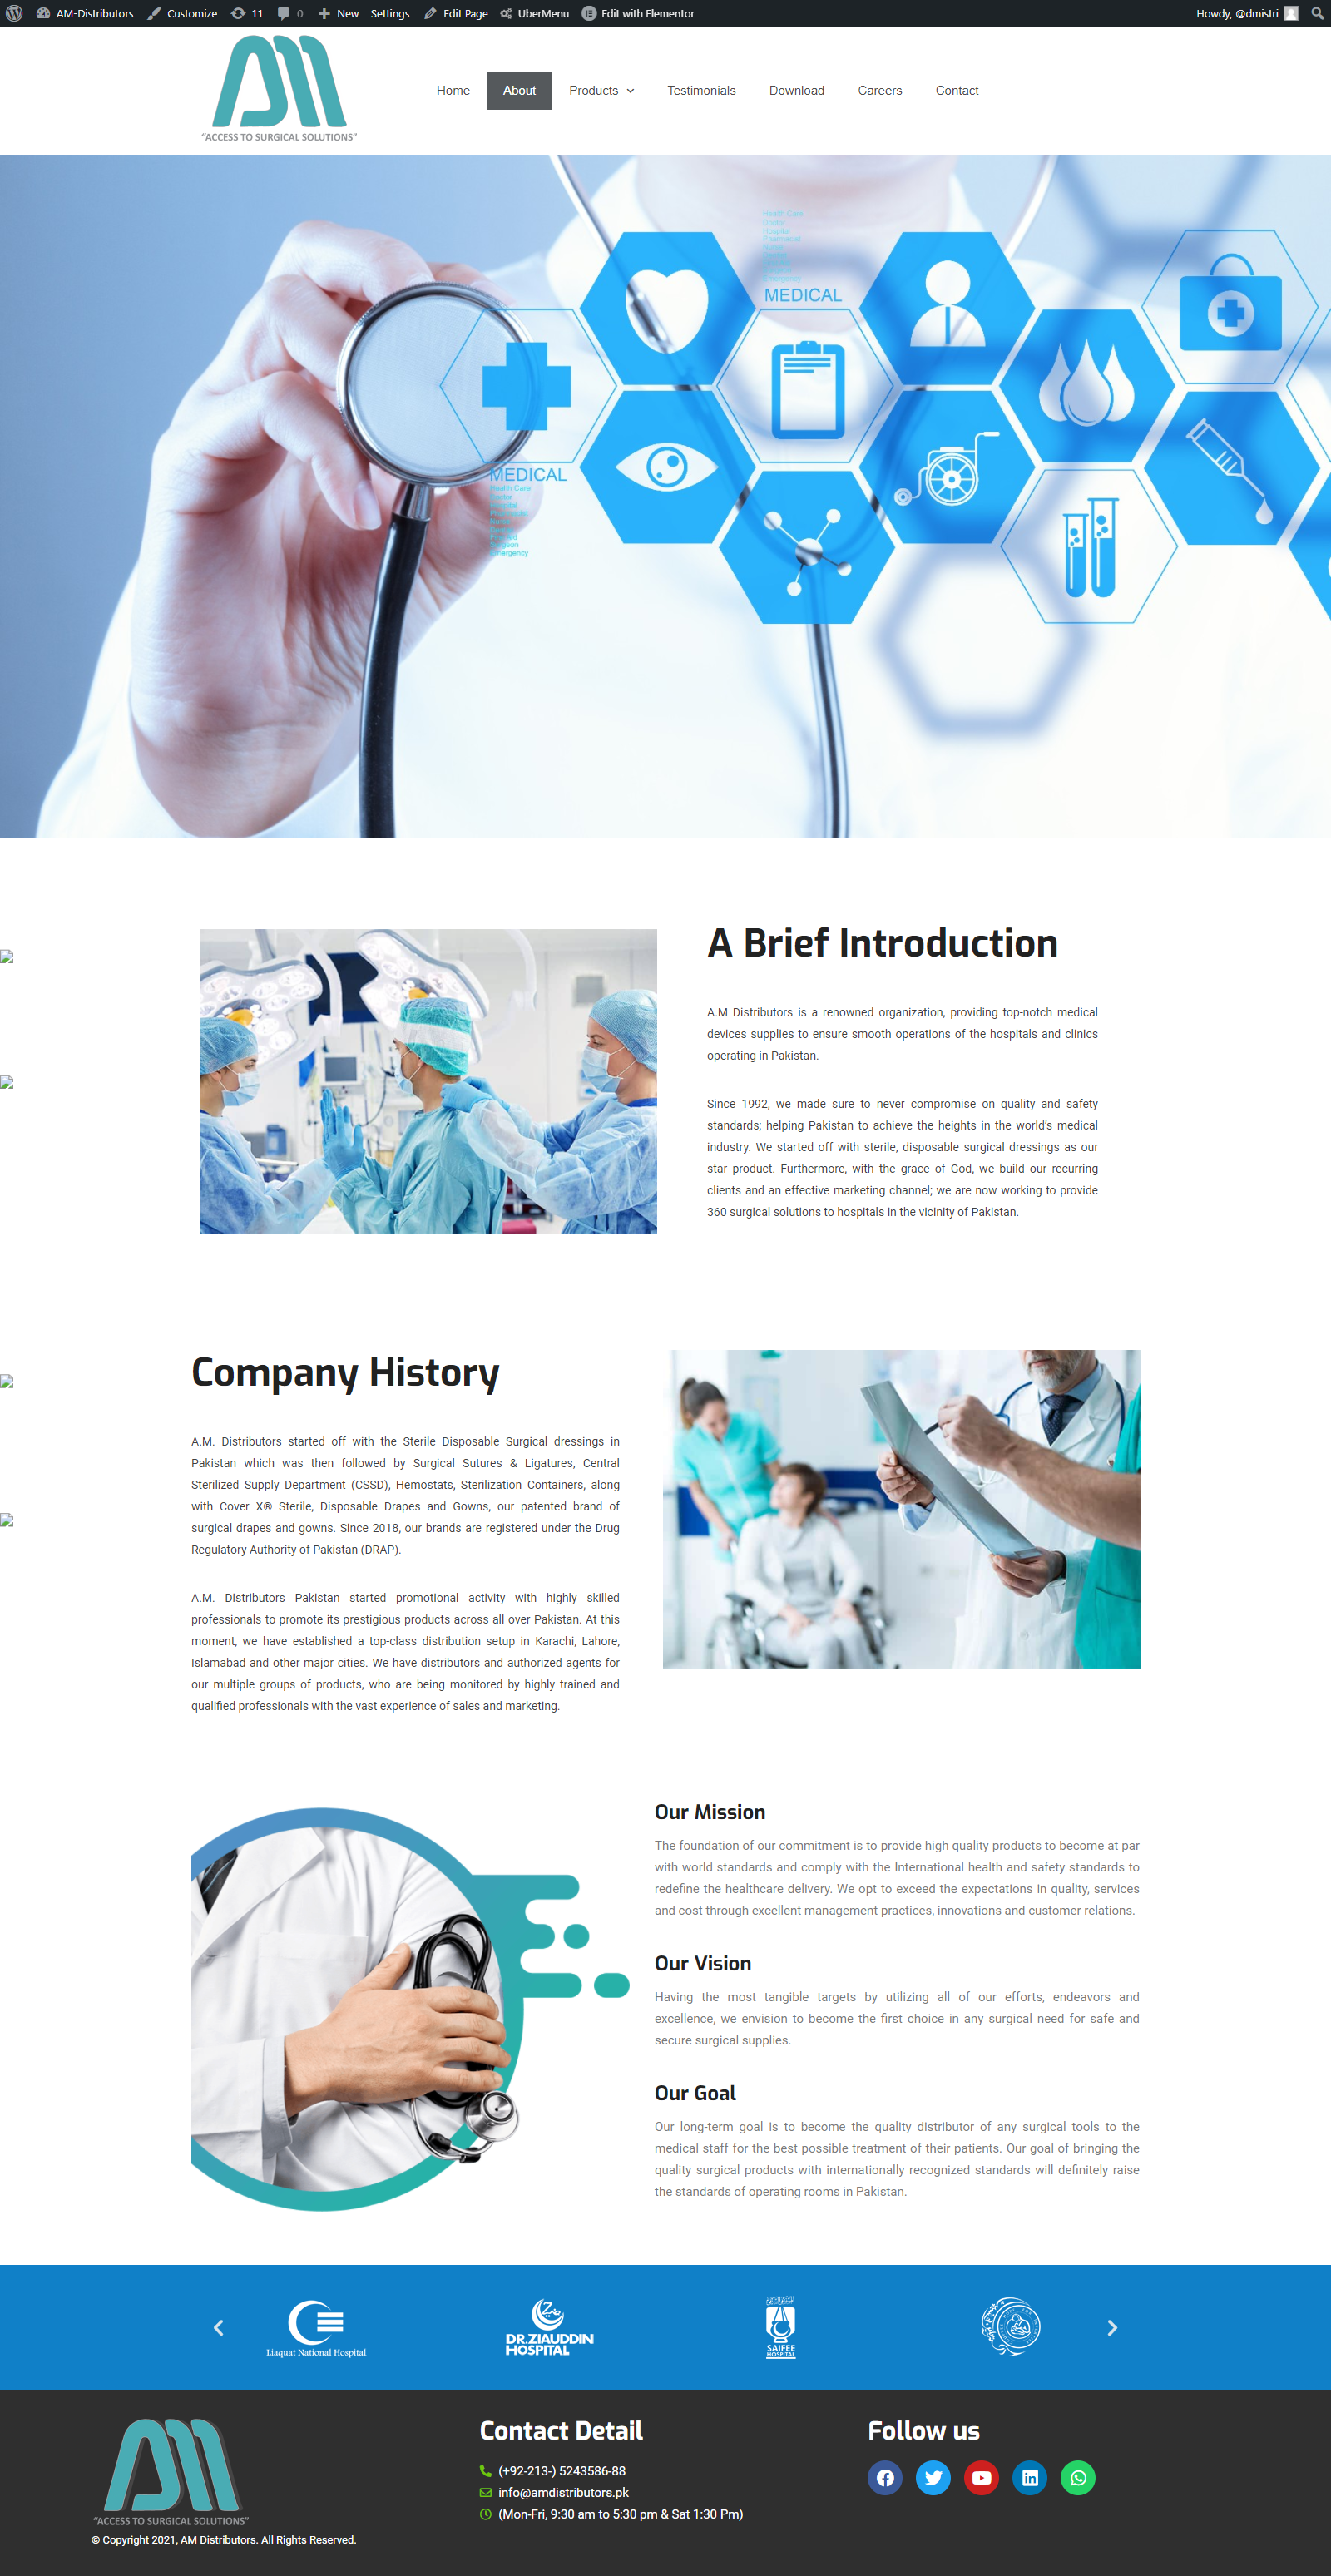 AM-Distributors Customize 11 0 New Settings Edit Page UberMenu Edit with Elementor Howdy, @dmistri
AM
“ACCESS TO SURGICAL SOLUTIONS”
Home About Products Testimonials Download Careers Contact
Health Care
Doctor
Hospital
Pharmacist
Nurse
Emergency
MEDICAL
MEDICAL
Health Care
Doctor
Hospital
Pharmacist
Nurse
Surgeon
Emergency
A Brief Introduction
A.M Distributors is a renowned organization, providing top-notch medical
devices supplies to ensure smooth operations of the hospitals and clinics
operating in Pakistan.
Since 1992, we made sure to never compromise on quality and safety
standards; helping Pakistan to achieve the heights in the world’s medical
industry. We started off with sterile, disposable surgical dressings as our
star product. Furthermore, with the grace of God, we build our recurring
clients and an effective marketing channel; we are now working to provide
360 surgical solutions to hospitals in the vicinity of Pakistan.
Company History
A.M. Distributors started off with the Sterile Disposable Surgical dressings in
Pakistan which was then followed by Surgical Sutures & Ligatures, Central
Sterilized Supply Department (CSSD), Hemostats, Sterilization Containers, along
with Cover X® Sterile, Disposable Drapes and Gowns, our patented brand of
surgical drapes and gowns. Since 2018, our brands are registered under the Drug
Regulatory Authority of Pakistan (DRAP).
A.M. Distributors Pakistan started promotional activity with highly skilled
professionals to promote its prestigious products across all over Pakistan. At this
moment, we have established a top-class distribution setup in Karachi, Lahore,
Islamabad and other major cities. We have distributors and authorized agents for
our multiple groups of products, who are being monitored by highly trained and
qualified professionals with the vast experience of sales and marketing.
Our Mission
The foundation of our commitment is to provide high quality products to become at par
with world standards and comply with the International health and safety standards to
redefine the healthcare delivery. We opt to exceed the expectations in quality, services
and cost through excellent management practices, innovations and customer relations.
Our Vision
Having the most tangible targets by utilizing all of our efforts, endeavors and
excellence, we envision to become the first choice in any surgical need for safe and
secure surgical supplies.
Our Goal
Our long-term goal is to become the quality distributor of any surgical tools to the
medical staff for the best possible treatment of their patients. Our goal of bringing the
quality surgical products with internationally recognized standards will definitely raise
the standards of operating rooms in Pakistan.
Liaquat National Hospital
DR.ZIAUDDIN
HOSPITAL
SAIFEE
HOSPITAL
AM
“ACCESS TO SURGICAL SOLUTIONS”
© Copyright 2021, AM Distributors. All Rights Reserved.
Contact Detail
(+92-213-) 5243586-88
info@amdistributors.pk
(Mon-Fri, 9:30 am to 5:30 pm & Sat 1:30 Pm)
Follow us